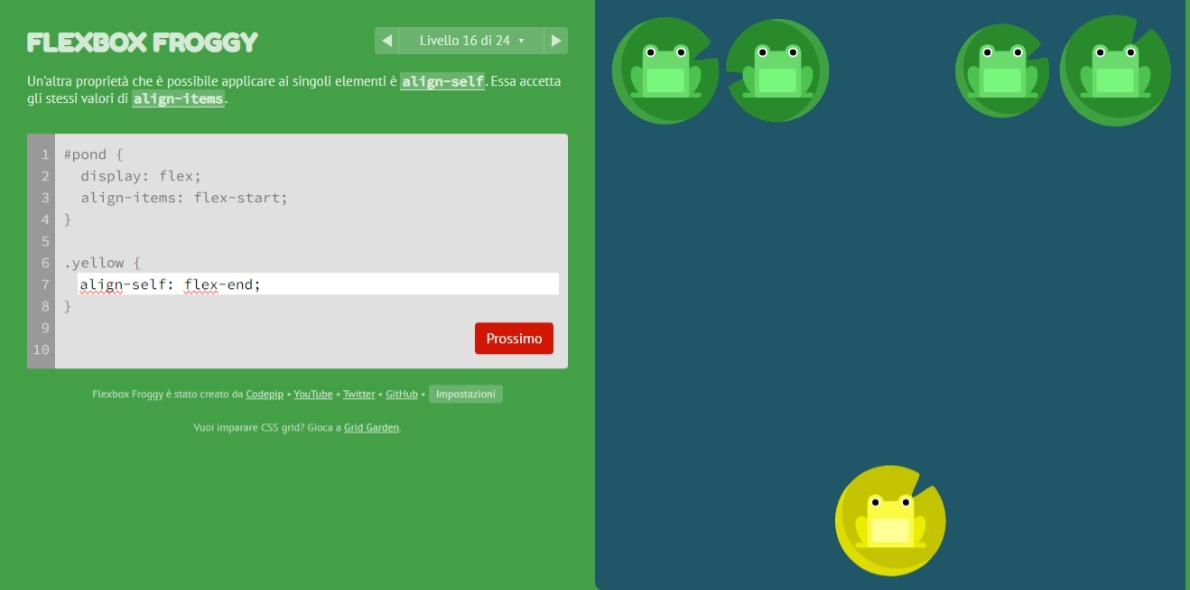 FLEXBOX FROGGY
Livello 16 di 24
Un'altra proprietà che è possibile applicare ai singoli elementi è align-self. Essa accetta
gli stessi valori di align-items.
1 #pond {
2 display: flex;
3 align-items: flex-start;
4 }
5
6 .yellow {
7 align-self: flex-end;
8 }
9
10
Prossimo
Flexbox Froggy è stato creato da Codepip • YouTube • Twitter • GitHub • Impostazioni
Vuoi imparare CSS grid? Gioca a Grid Garden.